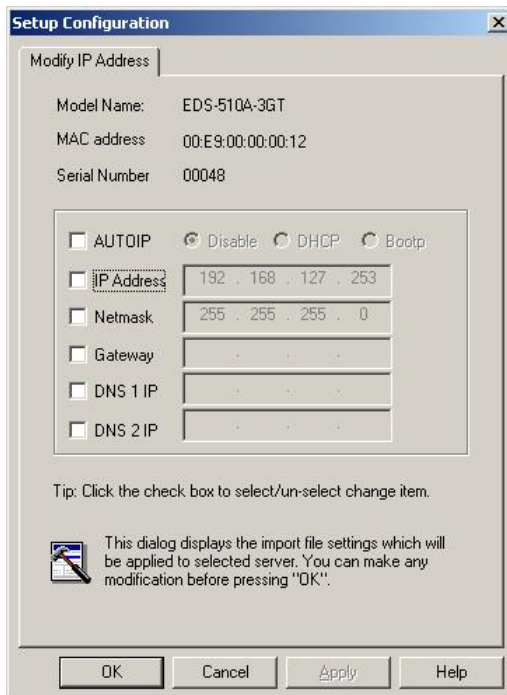 Setup Configuration
Modify IP Address
Model Name: EDS-510A-3GT
MAC address 00:E9:00:00:00:12
Serial Number 00048
AUTOIP Disable DHCP Bootp
IP Address 192 . 168 . 127 . 253
Netmask 255 . 255 . 255 . 0
Gateway . . .
DNS 1 IP . . .
DNS 2 IP . . .
Tip: Click the check box to select/un-select change item.
This dialog displays the import file settings which will
be applied to selected server. You can make any
modification before pressing "OK".
OK Cancel Apply Help